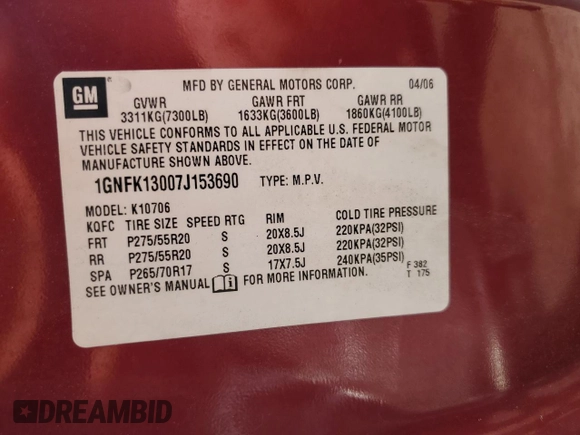 GM
MFD BY GENERAL MOTORS CORP. 04/06
GVWR GAWR FRT GAWR RR
3311KG(7300LB) 1633KG(3600LB) 1860KG(4100LB)
THIS VEHICLE CONFORMS TO ALL APPLICABLE U.S. FEDERAL MOTOR
VEHICLE SAFETY STANDARDS IN EFFECT ON THE DATE OF
MANUFACTURE SHOWN ABOVE.
1GNFK13007J153690 TYPE: M.P.V.
MODEL: K10706
KQFC TIRE SIZE SPEED RTG RIM COLD TIRE PRESSURE
FRT P275/55R20 S 20X8.5J 220KPA(32PSI)
RR P275/55R20 S 20X8.5J 220KPA(32PSI)
SPA P265/70R17 S 17X7.5J 240KPA(35PSI)
SEE OWNER'S MANUAL FOR MORE INFORMATION.
F 382
T 175
DREAMBID